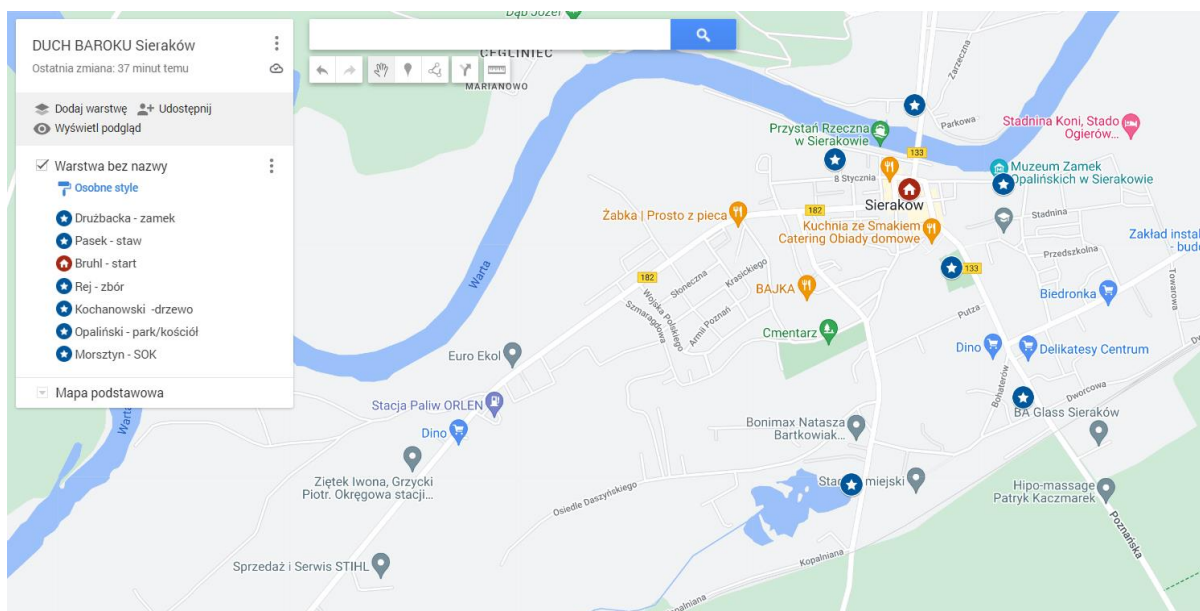 DUCH BAROKU Sieraków
Ostatnia zmiana: 37 minut temu
Dodaj warstwę
Udostępnij
Wyświetl podgląd
Warstwa bez nazwy
Osobne style
Drużbacka - zamek
Pasek - staw
Bruhl - start
Rej - zbór
Kochanowski -drzewo
Opaliński - park/kościół
Morsztyn - SOK
Mapa podstawowa
Dąb Józef
CEGLINIEC
MARIANOWO
Zarzeczna
Parkowa
Stadnina Koni, Stado
Ogierów...
Przystań Rzeczna
w Sierakowie
133
8 Stycznia
Muzeum Zamek
Opalińskich w Sierakowie
Sieraków
182
Żabka | Prosto z pieca
Kuchnia ze Smakiem
Catering Obiady domowe
Stadnina
Zakład instal
- budo
Przedszkolna
Towarowa
133
Warta
182
Słoneczna
Krasickiego
Wojska Polskiego
Szmaragdowa
Armii Poznań
BAJKA
Biedronka
Putza
Cmentarz
Dino
Delikatesy Centrum
Euro Ekol
Dworcowa
Bohaterów
BA Glass Sieraków
Stacja Paliw ORLEN
Dino
Warta
Bonimax Natasza
Bartkowiak...
Ziętek Iwona, Grzycki
Piotr. Okręgowa stacji...
Osiedle Daszyńskiego
miejski
Hipo-massage
Patryk Kaczmarek
Poznańska
Kopalniana
Sprzedaż i Serwis STIHL
Kopalniana